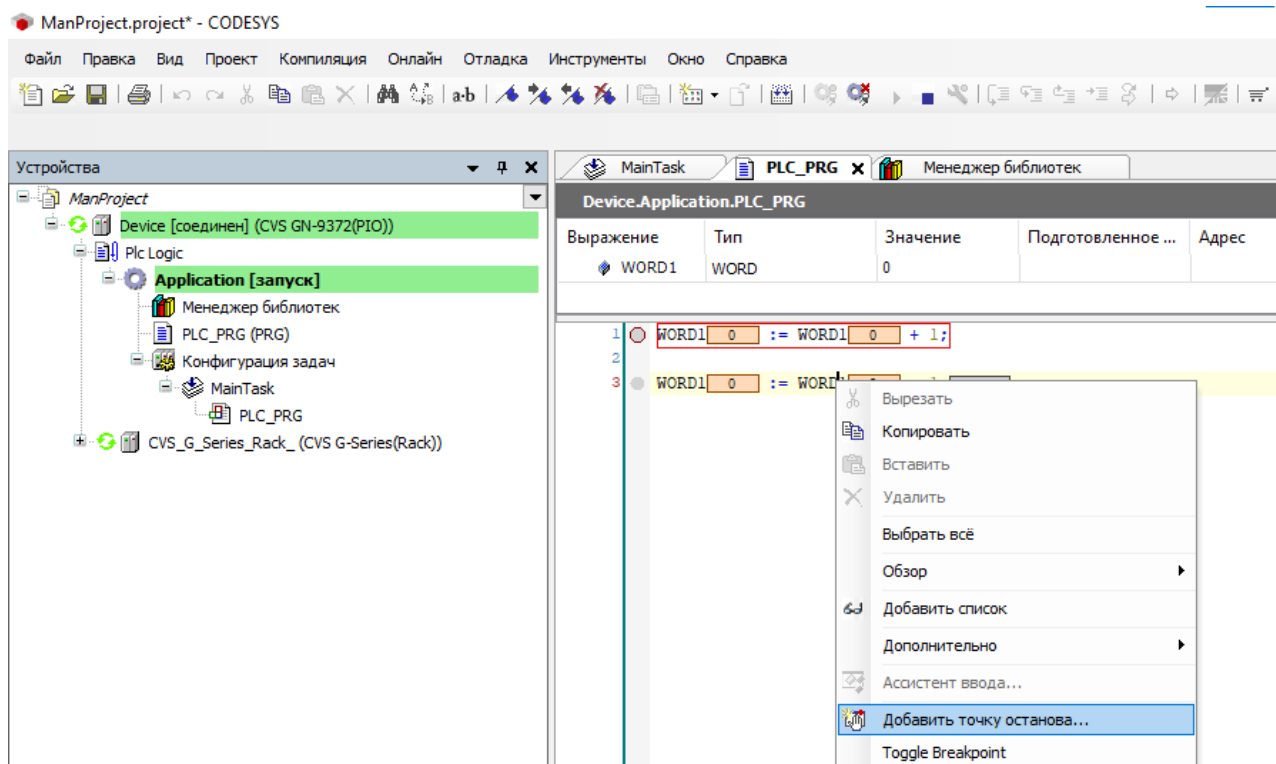 ManProject.project* - CODESYS
Файл Правка Вид Проект Компиляция Онлайн Отладка Инструменты Окно Справка
Устройства
ManProject
Device [соединен] (CVS GN-9372(PIO))
Plc Logic
Application [запуск]
Менеджер библиотек
PLC_PRG (PRG)
Конфигурация задач
MainTask
PLC_PRG
CVS_G_Series_Rack_ (CVS G-Series(Rack))
MainTask PLC_PRG Менеджер библиотек
Device.Application.PLC_PRG
Выражение Тип Значение Подготовленное ... Адрес
WORD1 WORD 0
1 WORD1 0 := WORD1 0 + 1;
2
3 WORD1 0 := WORD
Вырезать
Копировать
Вставить
Удалить
Выбрать всё
Обзор
Добавить список
Дополнительно
Ассистент ввода...
Добавить точку останова...
Toggle Breakpoint